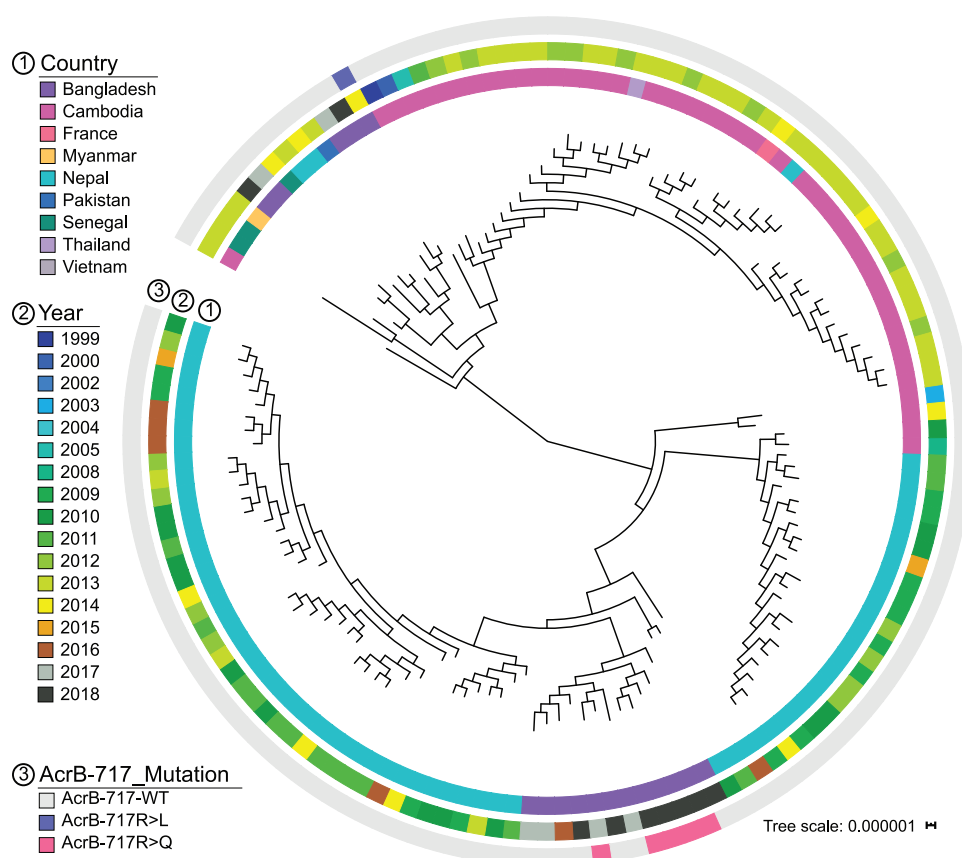 ① Country
Bangladesh
Cambodia
France
Myanmar
Nepal
Pakistan
Senegal
Thailand
Vietnam
③ ② ①
② Year
1999
2000
2002
2003
2004
2005
2008
2009
2010
2011
2012
2013
2014
2015
2016
2017
2018
③ AcrB-717_Mutation
AcrB-717-WT
AcrB-717R>L
AcrB-717R>Q
Tree scale: 0.000001